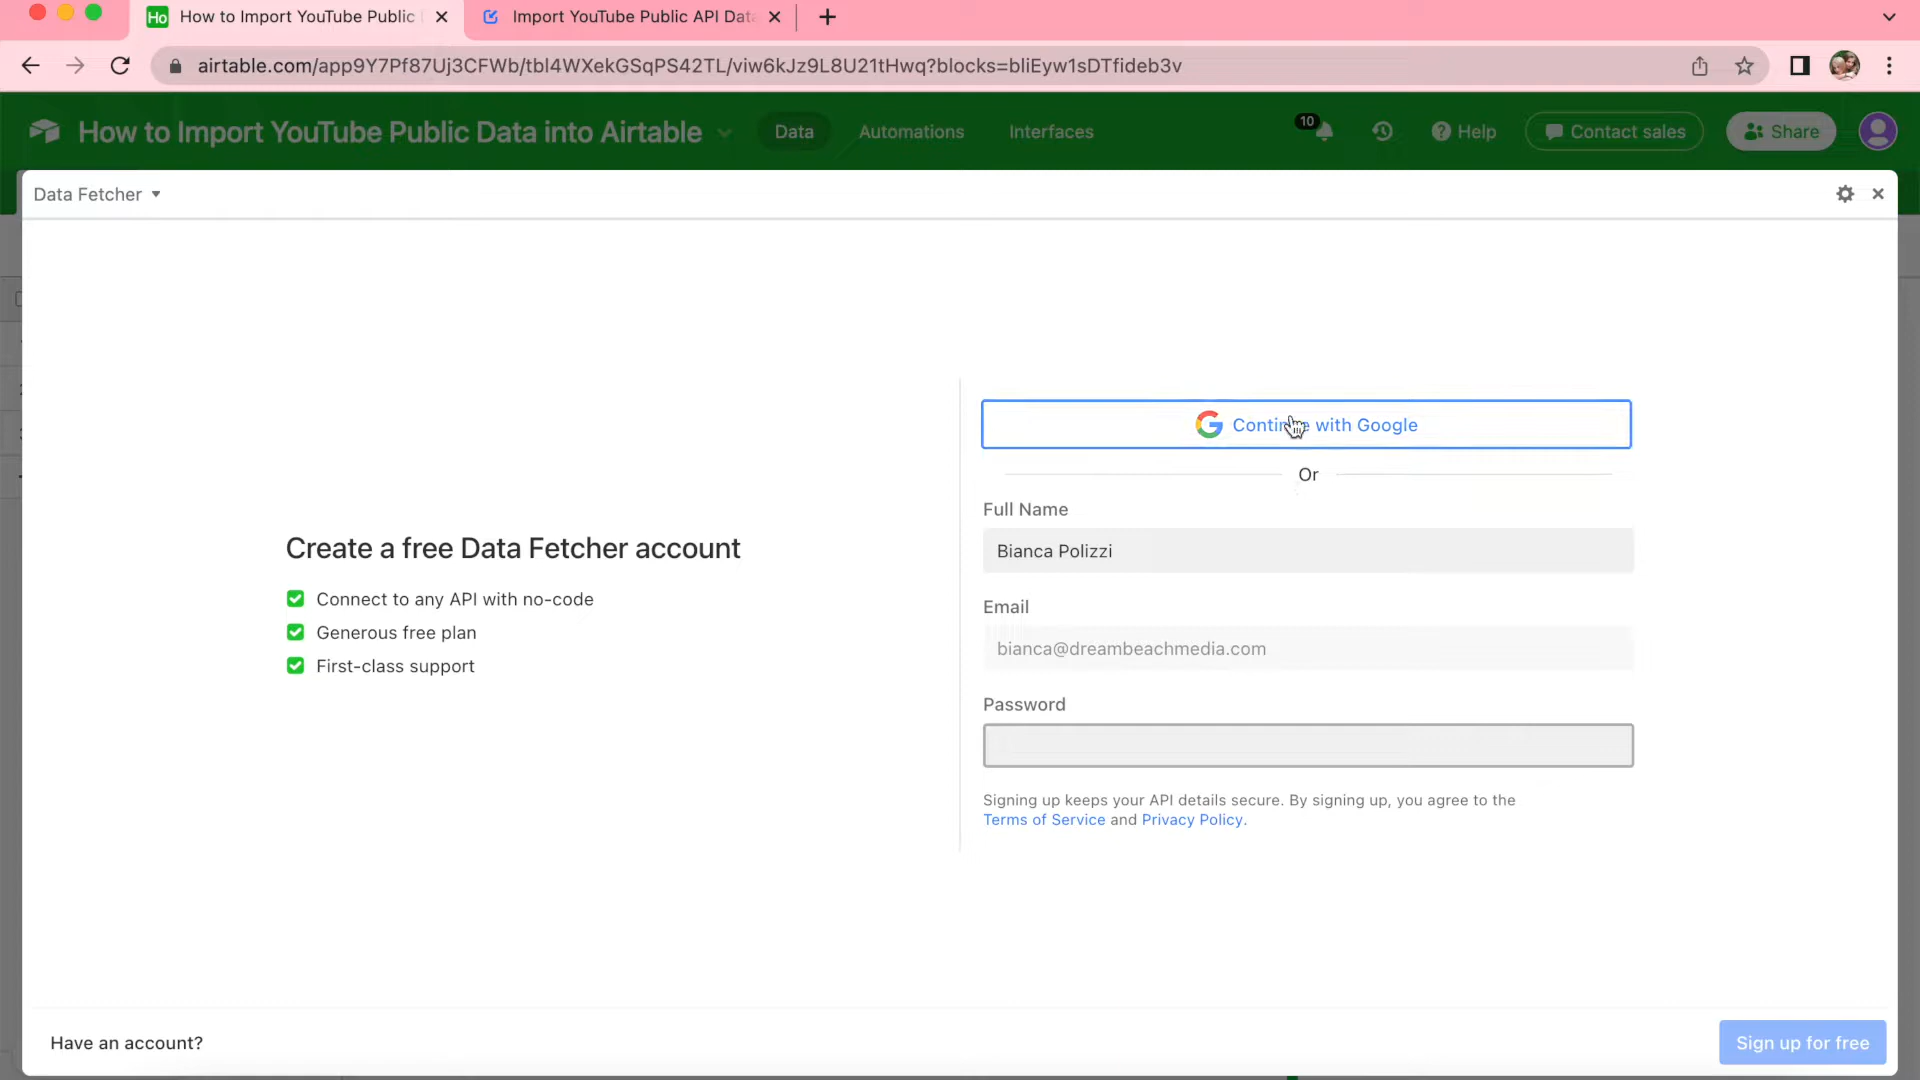 Ho How to Import YouTube Public
Import YouTube Public API Data
airtable.com/app9Y7Pf87Uj3CFWb/tbl4WXekGSqPS42TL/viw6kJz9L8U21tHwq?blocks=bliEyw1sDTfideb3v
How to Import YouTube Public Data into Airtable
Data
Automations
Interfaces
10
Help
Contact sales
Share
Data Fetcher
Continue with Google
Or
Full Name
Bianca Polizzi
Email
bianca@dreambeachmedia.com
Password
Signing up keeps your API details secure. By signing up, you agree to the
Terms of Service and Privacy Policy.
Create a free Data Fetcher account
Connect to any API with no-code
Generous free plan
First-class support
Have an account?
Sign up for free